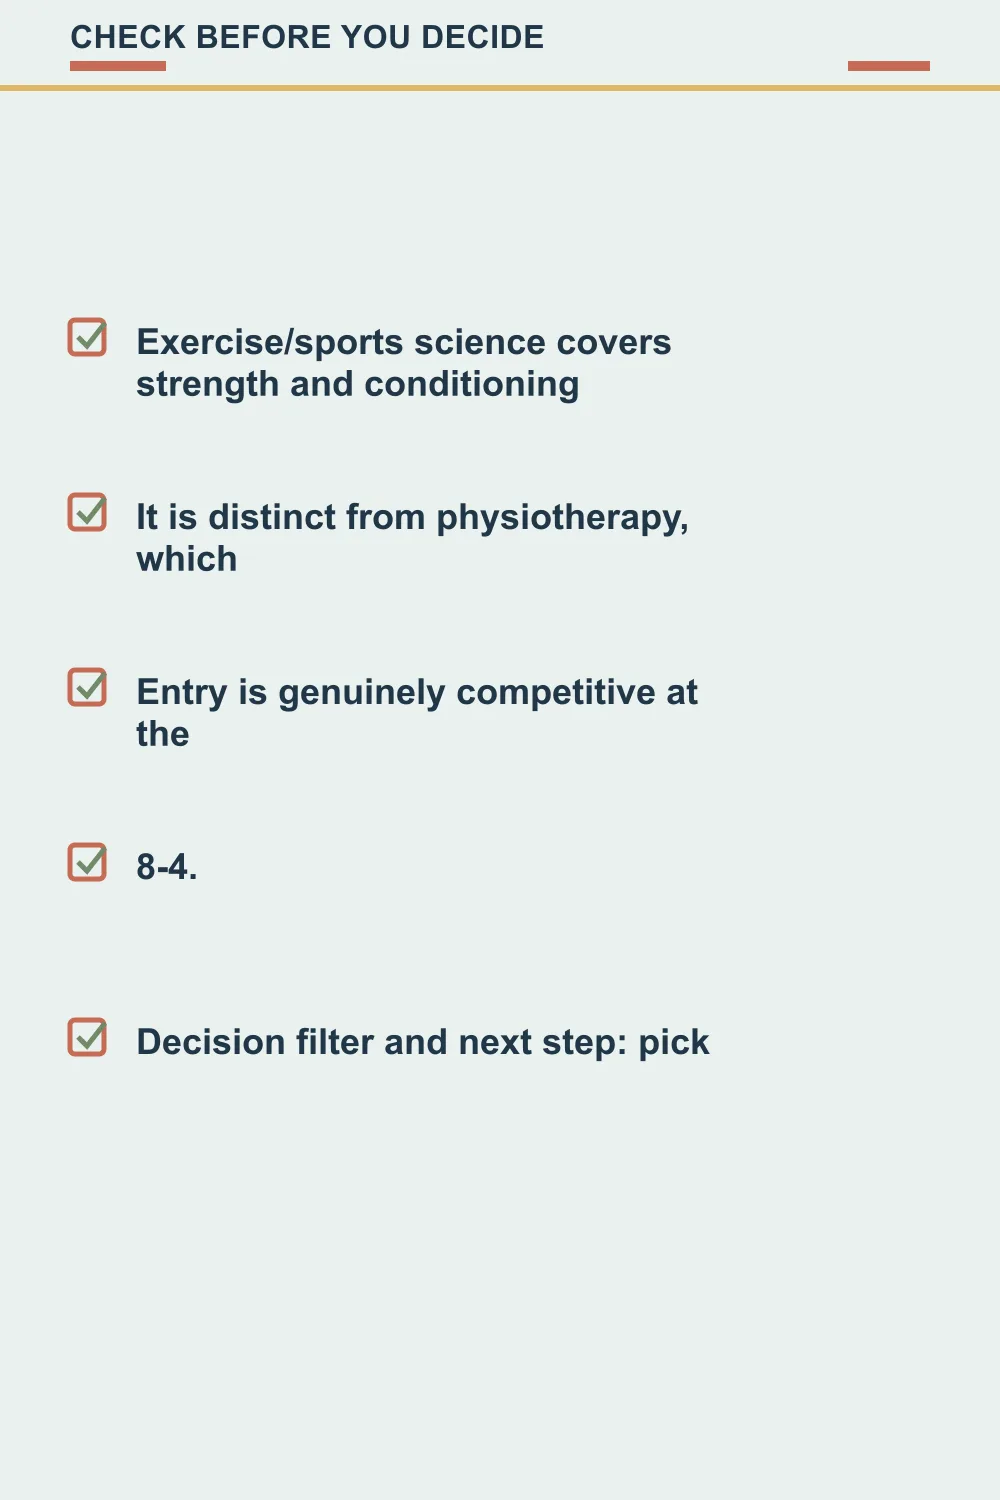 CHECK BEFORE YOU DECIDE
Exercise/sports science covers
strength and conditioning
It is distinct from physiotherapy,
which
Entry is genuinely competitive at
the
8-4.
Decision filter and next step: pick